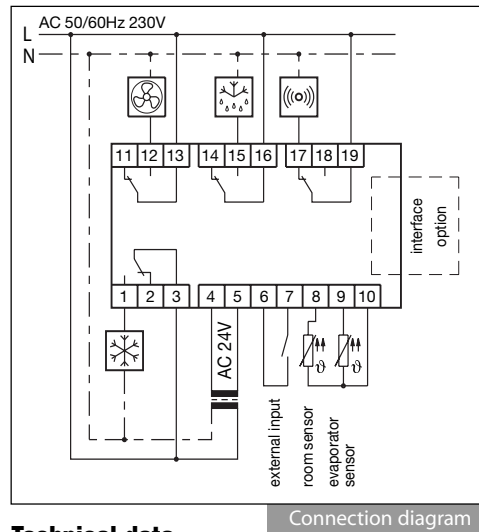 AC 50/60Hz 230V
L
N
11 12 13 14 15 16 17 18 19
interface
option
1 2 3 4 5 6 7 8 9 10
AC 24V
ϑ ϑ
external input
room sensor
evaporator
sensor
Connection diagram
Technical data